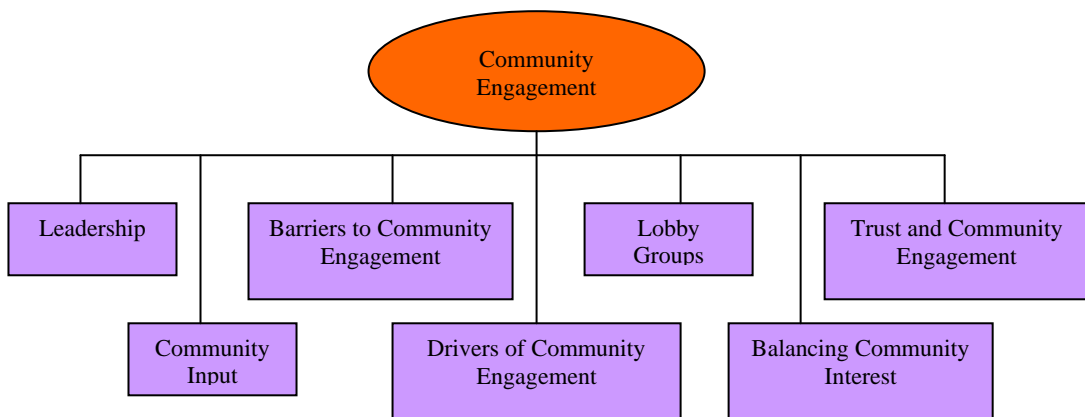 Community
Engagement
Leadership
Barriers to Community
Engagement
Lobby
Groups
Trust and Community
Engagement
Community
Input
Drivers of Community
Engagement
Balancing Community
Interest